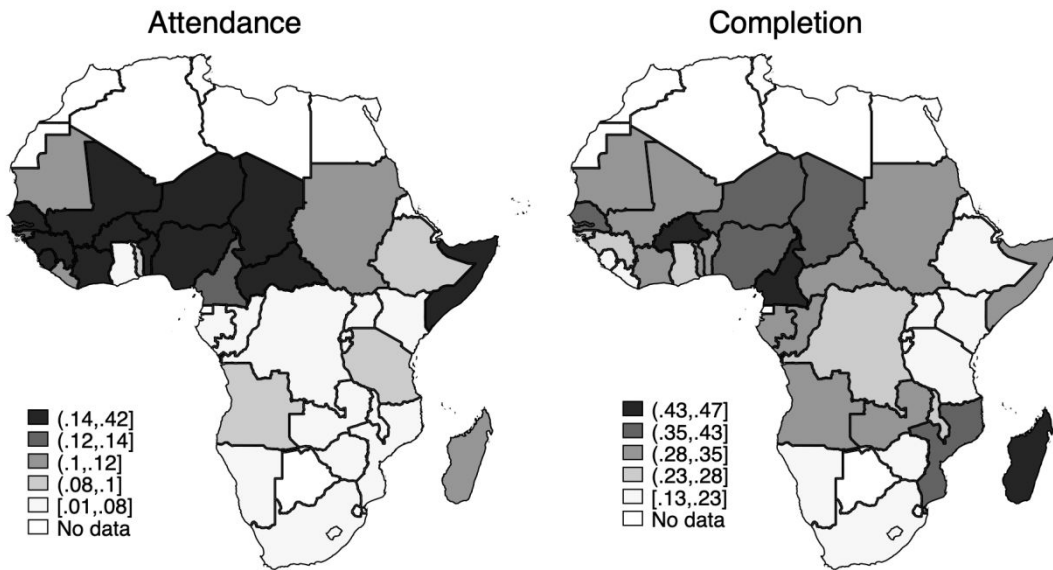 Attendance
Completion
(.14,.42]
(.12,.14]
(.1,.12]
(.08,.1]
[.01,.08]
No data
(.43,.47]
(.35,.43]
(.28,.35]
(.23,.28]
[.13,.23]
No data